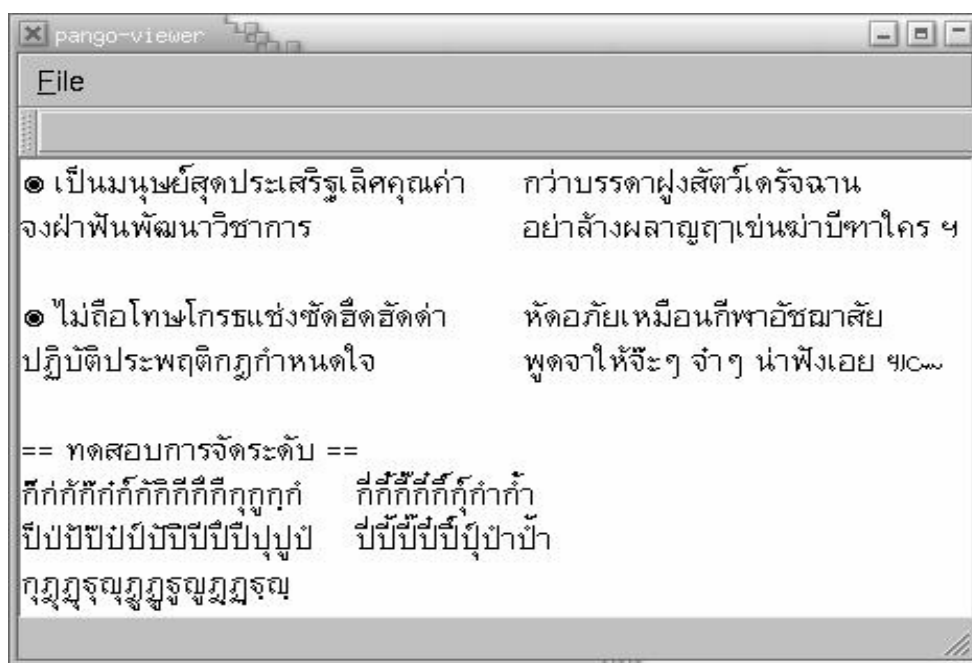 pango-viewer
File
๏ เป็นมนุษย์สุดประเสริฐเลิศคุณค่า กว่าบรรดาฝูงสัตว์เดรัจฉาน
จงฝ่าฟันพัฒนาวิชาการ อย่าล้างผลาญฤๅเข่นฆ่าบีฑาใคร ฯ
๏ ไม่ถือโทษโกรธแช่งซัดฮึดฮัดด่า หัดอภัยเหมือนกีฬาอัชฌาสัย
ปฏิบัติประพฤติกฎกำหนดใจ พูดจาให้จ๊ะๆ จ๋าๆ น่าฟังเอย ฯ๛
== ทดสอบการจัดระดับ ==